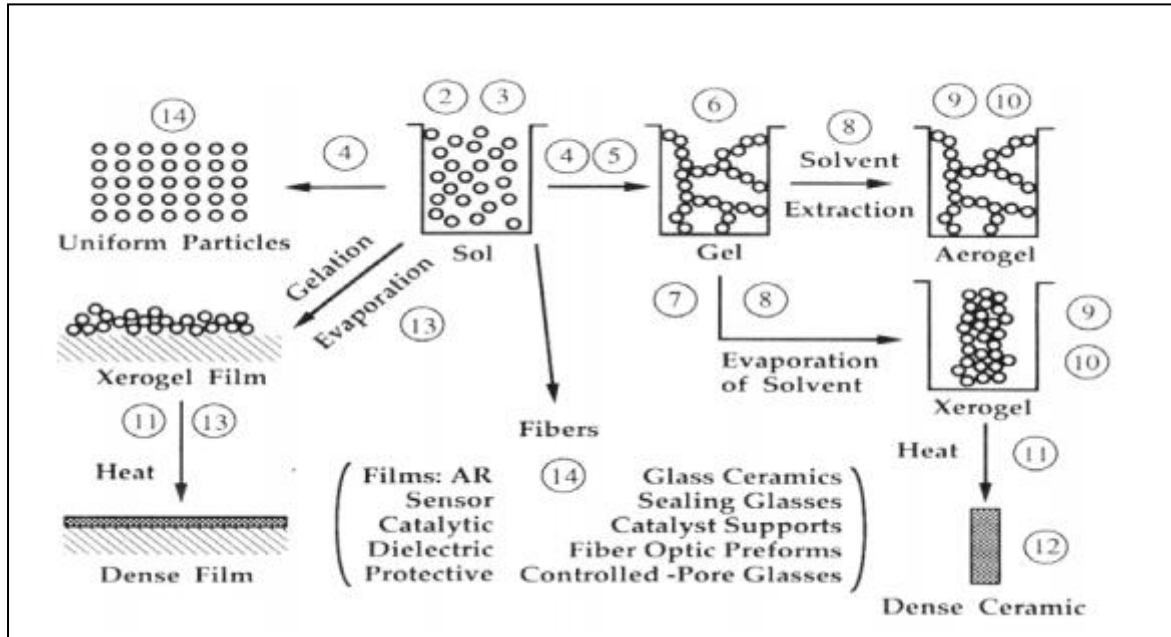 2 3
6
9 10
14
8
4
4 5
Solvent
Extraction
Uniform Particles
Sol
Gel
Aerogel
Gelation
Evaporation
13
7
8
9
Evaporation
of Solvent
10
Xerogel Film
Xerogel
11 13
Heat
Fibers
Heat
11
14
Films: AR
Sensor
Catalytic
Dielectric
Protective
Glass Ceramics
Sealing Glasses
Catalyst Supports
Fiber Optic Preforms
Controlled -Pore Glasses
12
Dense Film
Dense Ceramic